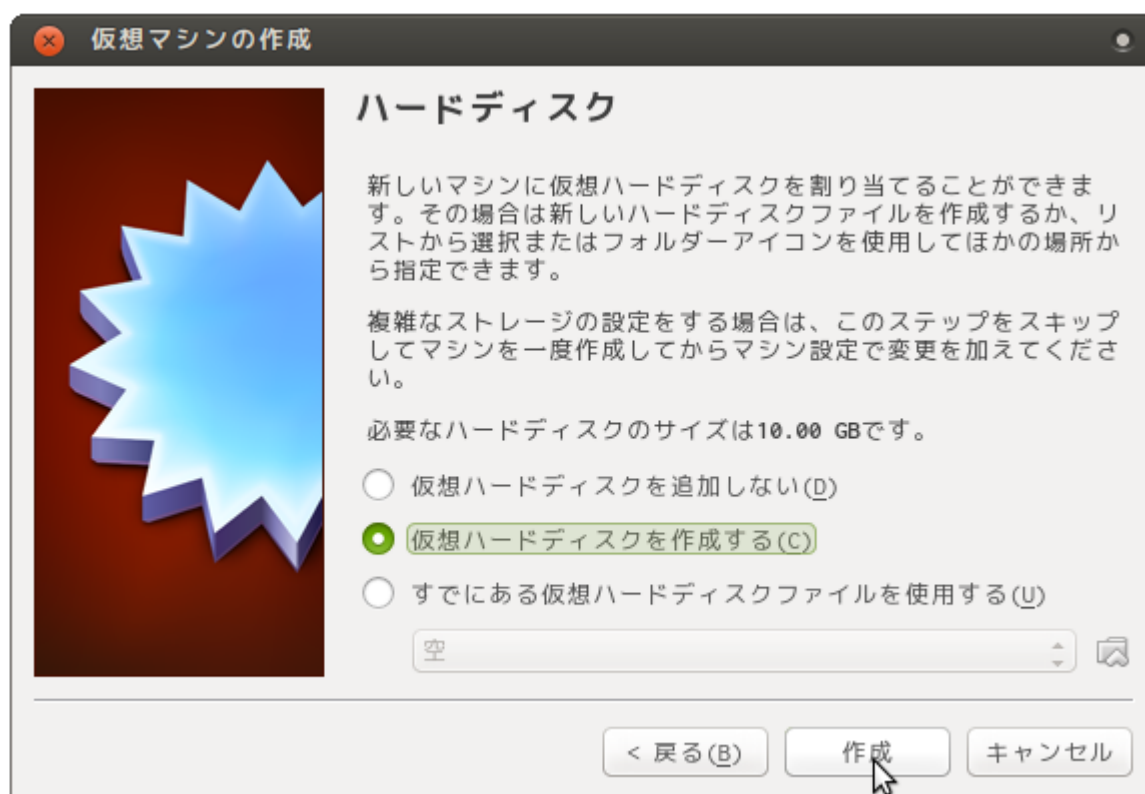 仮想マシンの作成
ハードディスク
新しいマシンに仮想ハードディスクを割り当てることができま
す。その場合は新しいハードディスクファイルを作成するか、リ
ストから選択またはフォルダーアイコンを使用してほかの場所か
ら指定できます。
複雑なストレージの設定をする場合は、このステップをスキップ
してマシンを一度作成してからマシン設定で変更を加えてくださ
い。
必要なハードディスクのサイズは10.00 GBです。
仮想ハードディスクを追加しない(D)
仮想ハードディスクを作成する(C)
すでにある仮想ハードディスクファイルを使用する(U)
空
< 戻る(B)
作成
キャンセル